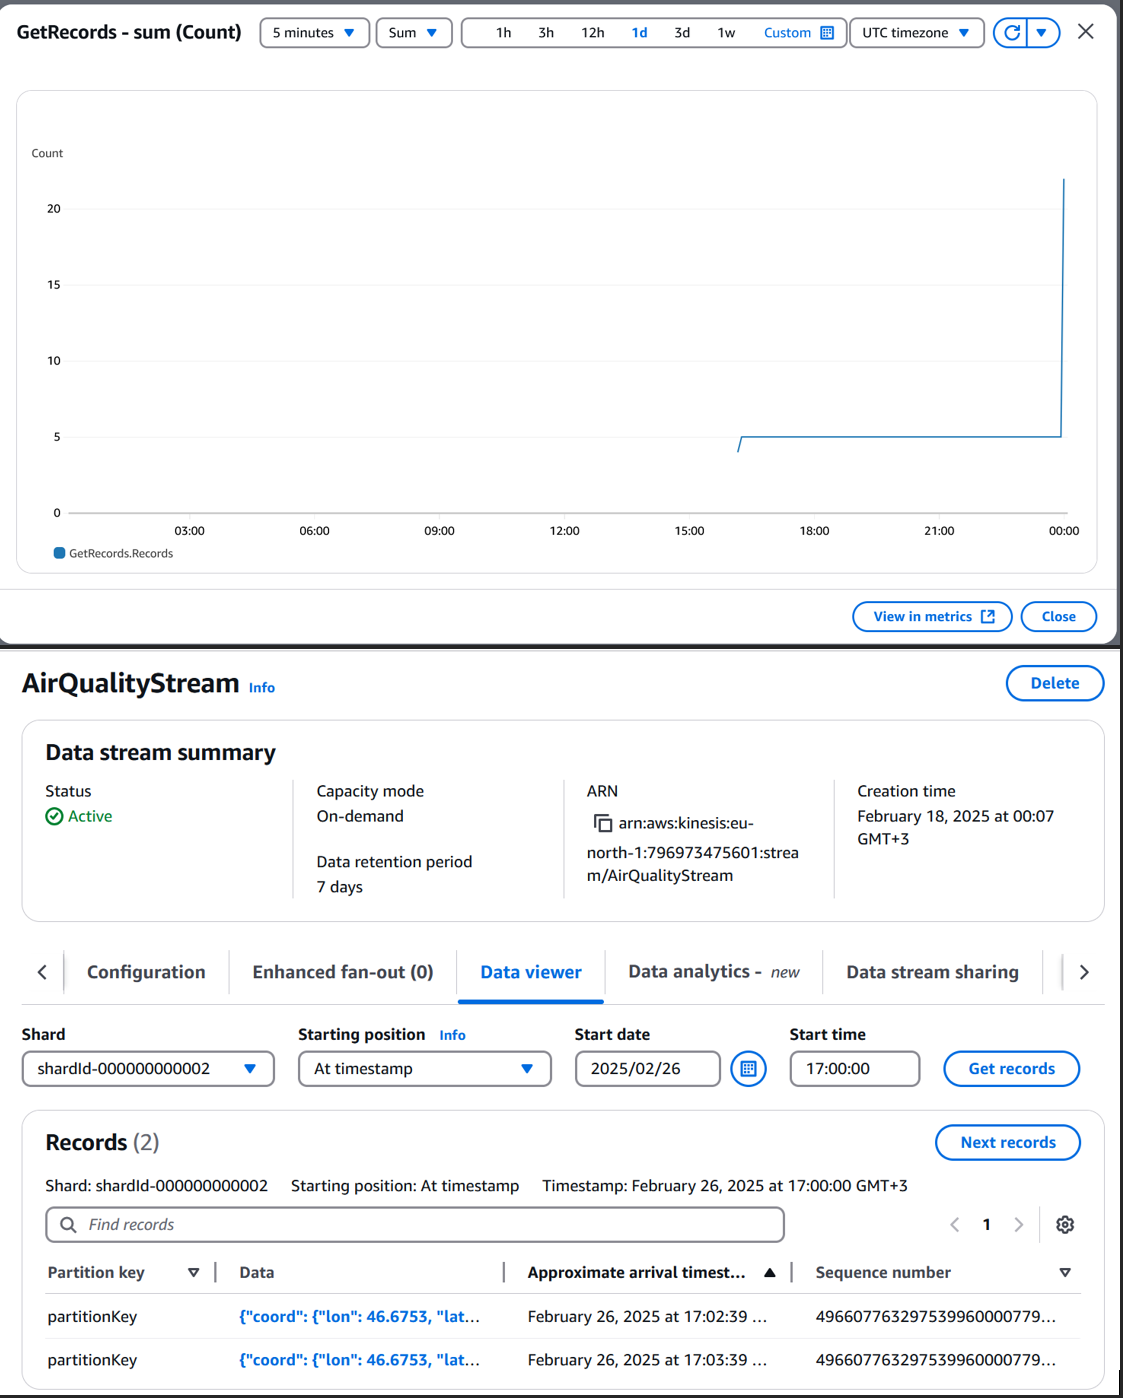 GetRecords - sum (Count) 5 minutes Sum 1h 3h 12h 1d 3d 1w Custom UTC timezone
Count
20
15
10
5
0
03:00 06:00 09:00 12:00 15:00 18:00 21:00 00:00
GetRecords.Records
View in metrics Close
AirQualityStream Info Delete
Data stream summary
Status
Active
Capacity mode
On-demand
Data retention period
7 days
ARN
arn:aws:kinesis:eu-
north-1:796973475601:strea
m/AirQualityStream
Creation time
February 18, 2025 at 00:07
GMT+3
Configuration Enhanced fan-out (0) Data viewer Data analytics - new Data stream sharing
Shard Starting position Info Start date Start time
shardId-000000000002 At timestamp 2025/02/26 17:00:00 Get records
Records (2) Next records
Shard: shardId-000000000002 Starting position: At timestamp Timestamp: February 26, 2025 at 17:00:00 GMT+3
Find records 1
Partition key Data Approximate arrival timest... Sequence number
partitionKey {"coord": {"lon": 46.6753, "lat... February 26, 2025 at 17:02:39 ... 496607763297539960000779...
partitionKey {"coord": {"lon": 46.6753, "lat... February 26, 2025 at 17:03:39 ... 496607763297539960000779...